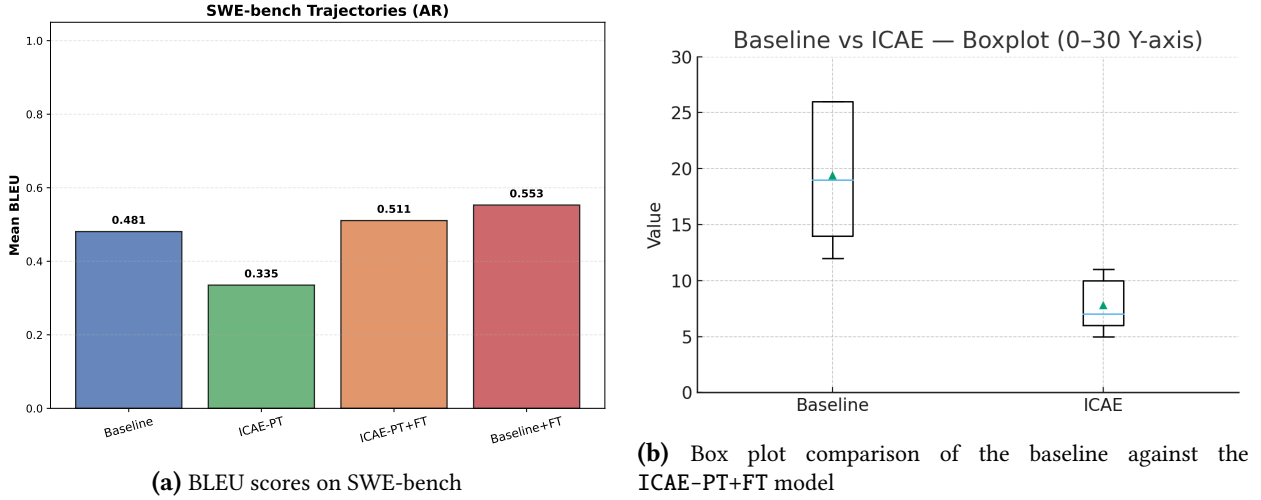 SWE-bench Trajectories (AR)
Mean BLEU
1.0
0.8
0.6
0.4
0.2
0.0
0.481
0.335
0.511
0.553
Baseline
ICAE-PT
ICAE-PT+FT
Baseline+FT
(a) BLEU scores on SWE-bench
Baseline vs ICAE — Boxplot (0–30 Y-axis)
Value
30
25
20
15
10
5
0
Baseline
ICAE
(b) Box plot comparison of the baseline against the
ICAE-PT+FT model